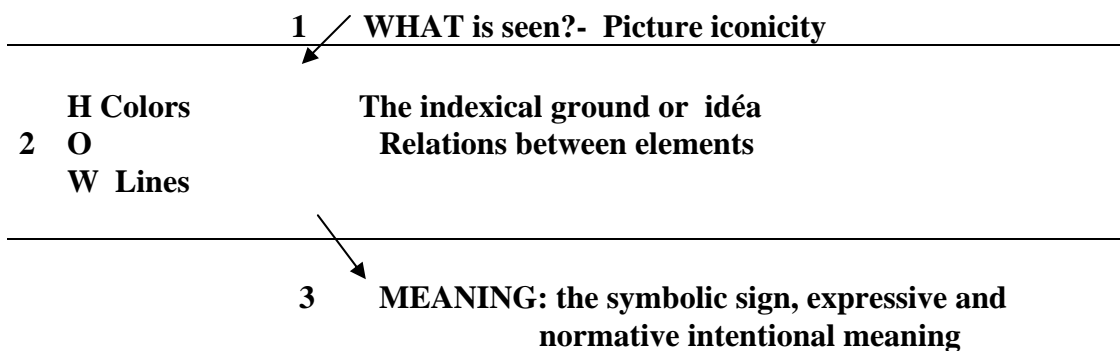 1 WHAT is seen?- Picture iconicity
H Colors The indexical ground or idéa
2 O Relations between elements
W Lines
3 MEANING: the symbolic sign, expressive and
normative intentional meaning